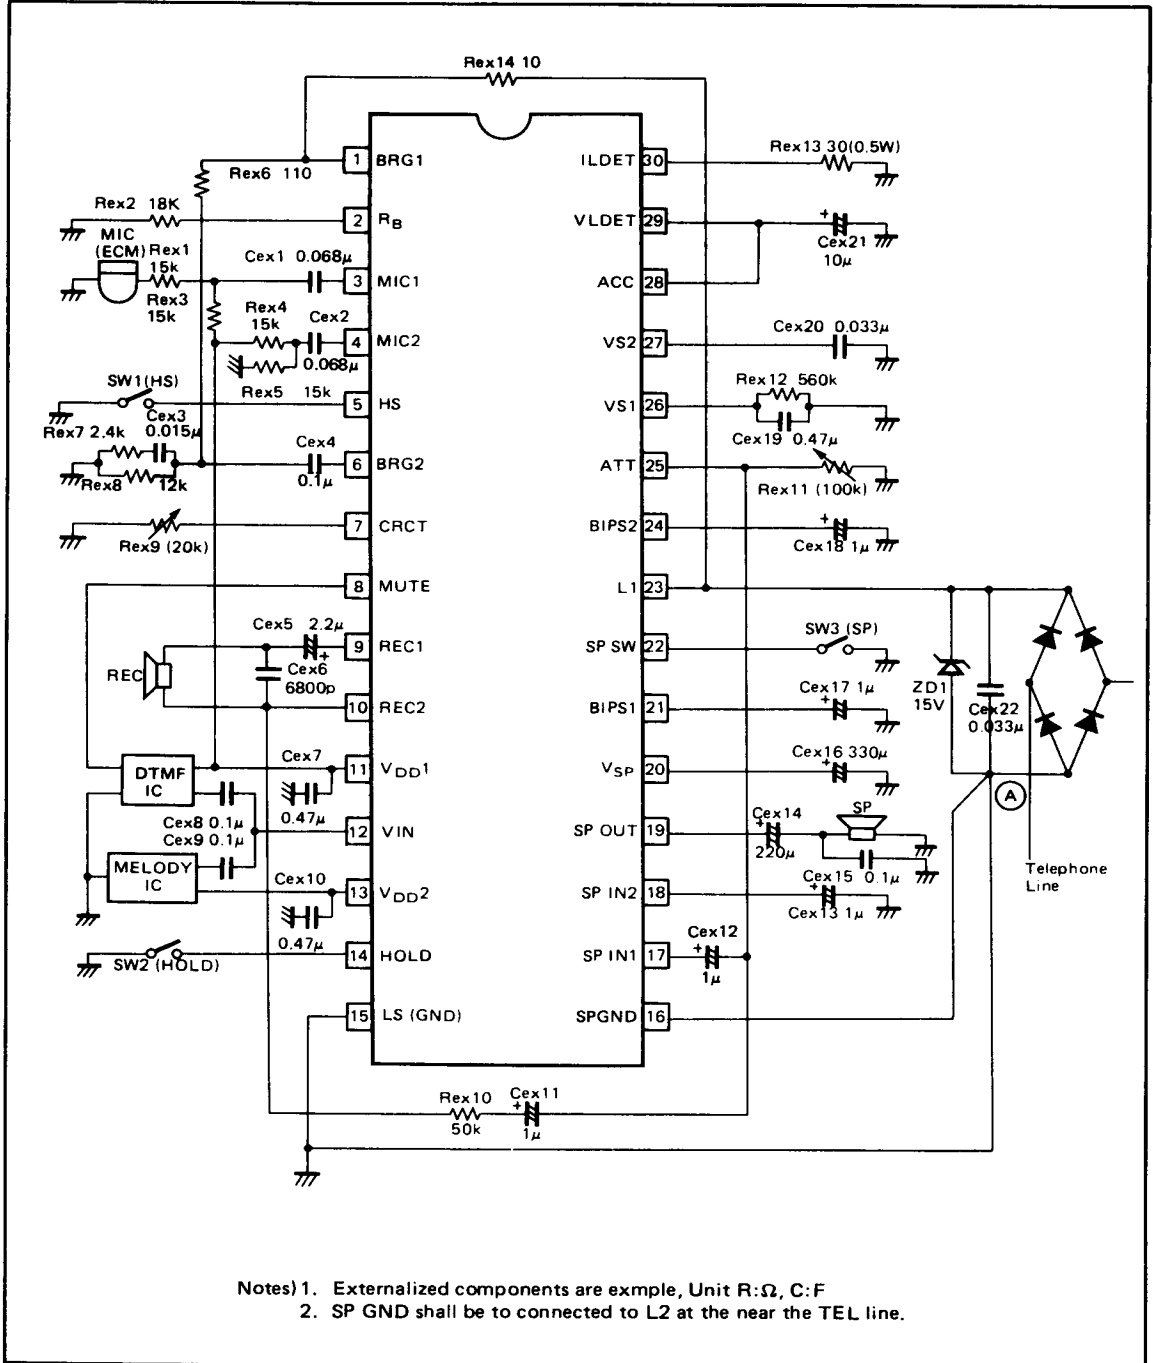 Rex14 10
1 BRG1
Rex6 110
Rex2 18K
2 RB
MIC
(ECM)
Rex1
15k
Cex1 0.068μ
3 MIC1
Rex3
15k
Rex4
15k
Cex2
4 MIC2
0.068μ
SW1(HS)
Rex5 15k
5 HS
Cex3
0.015μ
Rex7 2.4k
Cex4
6 BRG2
0.1μ
Rex8 12k
7 CRCT
Rex9 (20k)
8 MUTE
Cex5 2.2μ
+
9 REC1
REC
Cex6
6800p
10 REC2
Cex7
11 VDD1
DTMF
IC
0.47μ
Cex8 0.1μ
Cex9 0.1μ
12 VIN
MELODY
IC
Cex10
13 VDD2
0.47μ
14 HOLD
SW2 (HOLD)
15 LS (GND)
Rex10
50k
Cex11
+
1μ
ILDET 30
Rex13 30(0.5W)
VLDET 29
+
Cex21
10μ
ACC 28
Cex20 0.033μ
VS2 27
Rex12 560k
VS1 26
Cex19 0.47μ
ATT 25
Rex11 (100k)
BIPS2 24
+
Cex18 1μ
L1 23
SP SW 22
SW3 (SP)
ZD1
15V
Cex22
0.033μ
Cex17 1μ
+
BIPS1 21
Cex16 330μ
+
VSP 20
A
Cex14
+
SP
SP OUT 19
220μ
Cex15 0.1μ
Telephone
Line
SP IN2 18
+
Cex13 1μ
Cex12
+
SP IN1 17
1μ
SPGND 16
Notes) 1. Externalized components are exmple, Unit R:Ω, C:F
2. SP GND shall be to connected to L2 at the near the TEL line.